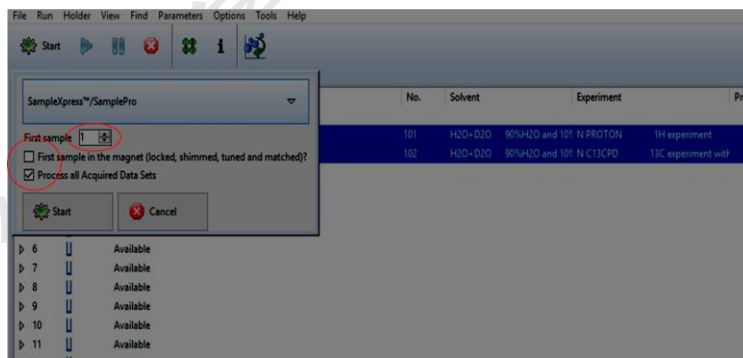 File Run Holder View Find Parameters Options Tools Help
Start
SampleXpress™/SamplePro
No. Solvent Experiment
First sample 1
101 H2O+D2O 90%H2O and 10% N PROTON 1H experiment
First sample in the magnet (locked, shimmed, tuned and matched)?
102 H2O+D2O 90%H2O and 10% N C13CPD 13C experiment with
Process all Acquired Data Sets
Start Cancel
6 Available
7 Available
8 Available
9 Available
10 Available
11 Available